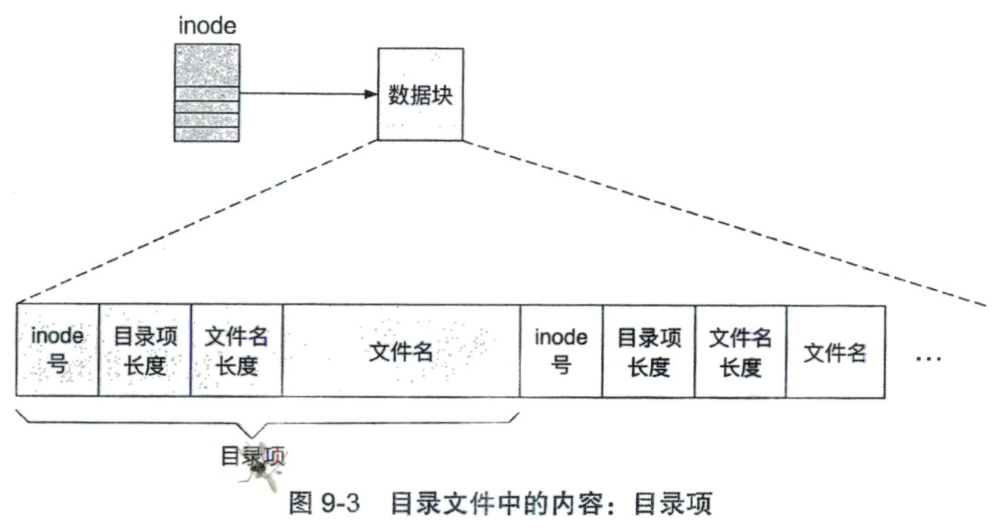 inode
数据块
inode
号
目录项
长度
文件名
长度
文件名
inode
号
目录项
长度
文件名
长度
文件名
...
目录项
图 9-3 目录文件中的内容：目录项